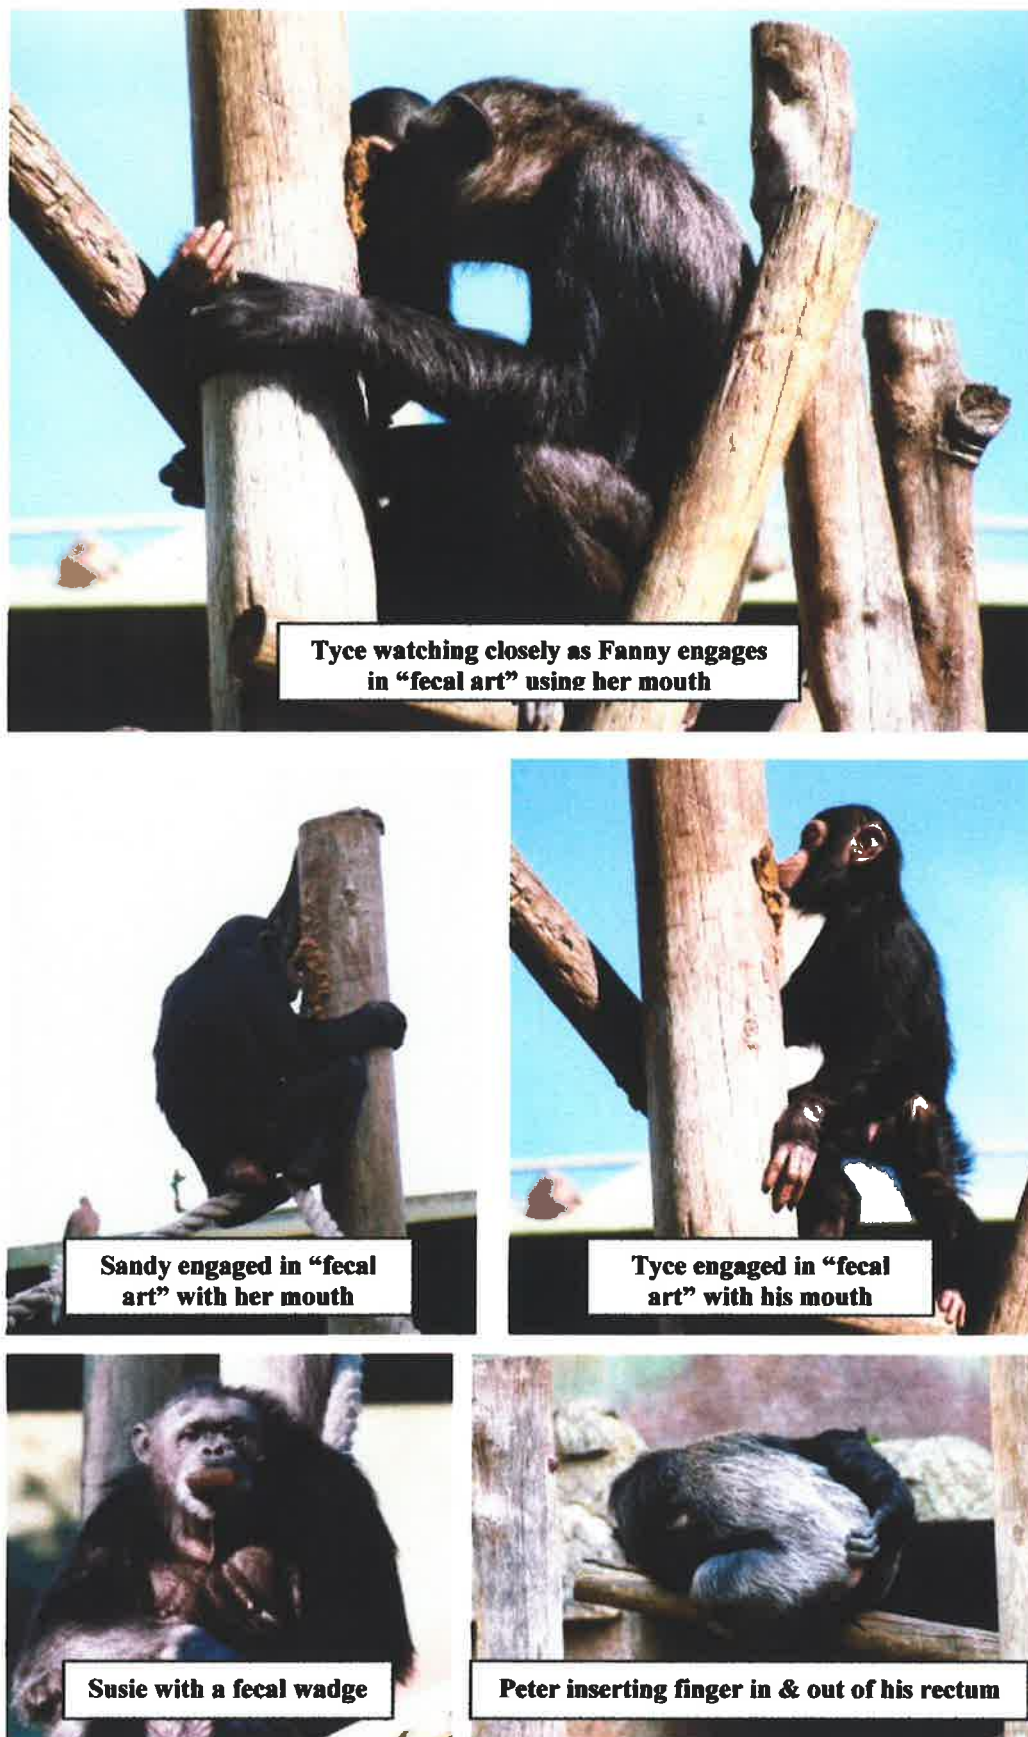 Tyce watching closely as Fanny engages
in “fecal art” using her mouth
Sandy engaged in “fecal
art” with her mouth
Tyce engaged in “fecal
art” with his mouth
Susie with a fecal wadge
Peter inserting finger in & out of his rectum